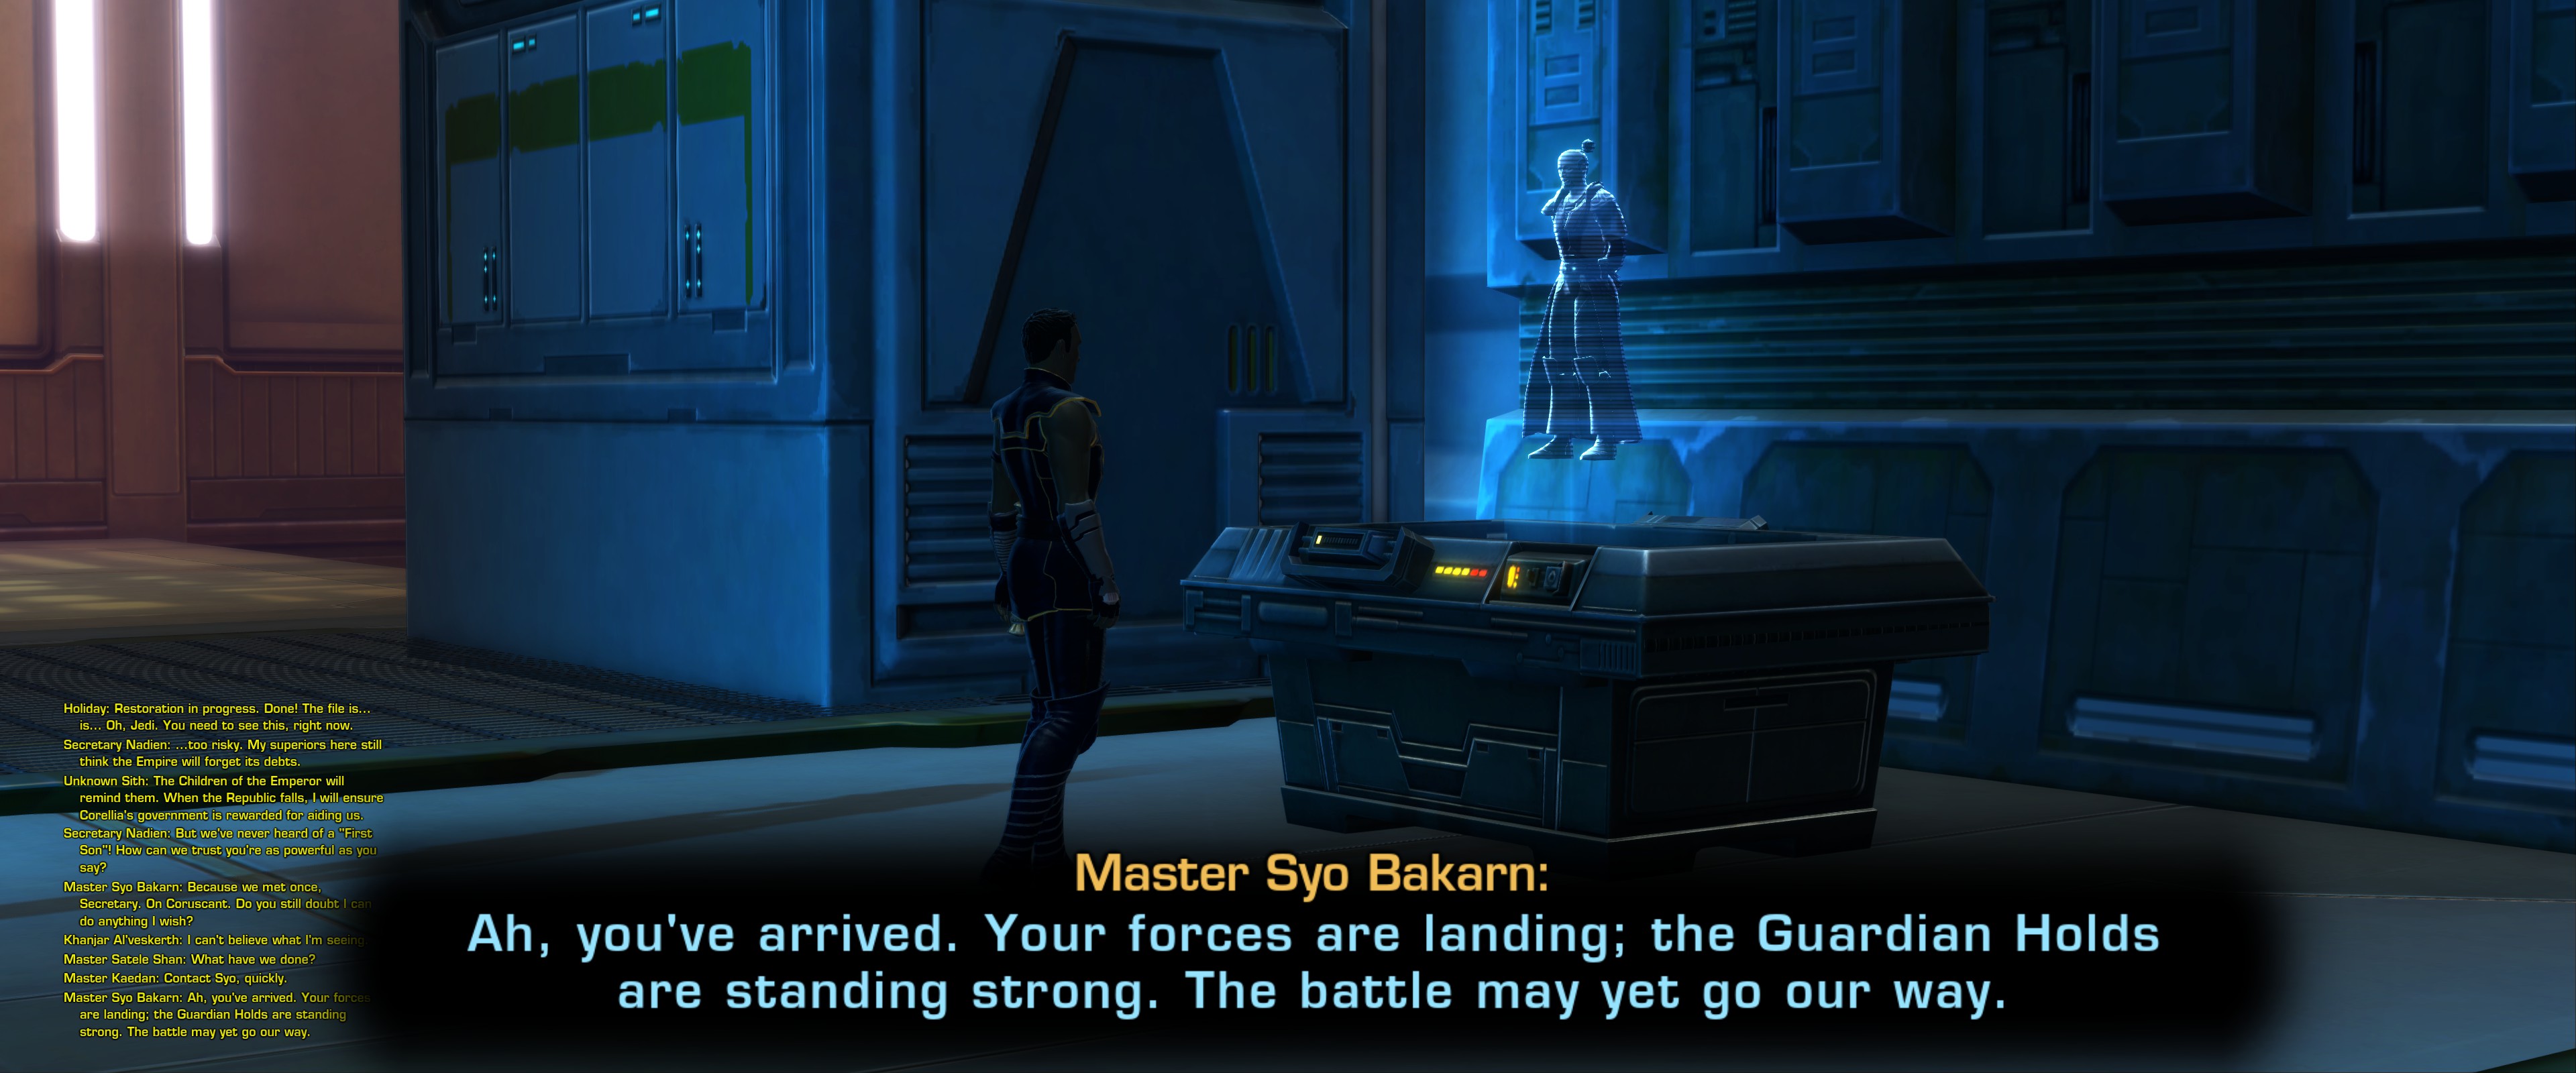 Holiday: Restoration in progress. Done! The file is...
is... Oh, Jedi. You need to see this, right now.
Secretary Nadien: ...too risky. My superiors here still
think the Empire will forget its debts.
Unknown Sith: The Children of the Emperor will
remind them. When the Republic falls, I will ensure
Corellia's government is rewarded for aiding us.
Secretary Nadien: But we've never heard of a "First
Son"! How can we trust you're as powerful as you
say?
Master Syo Bakarn: Because we met once,
Secretary. On Coruscant. Do you still doubt I can
do anything I wish?
Khanjar Al'veskerth: I can't believe what I'm seeing.
Master Satele Shan: What have we done?
Master Kaedan: Contact Syo, quickly.
Master Syo Bakarn: Ah, you've arrived. Your forces
are landing; the Guardian Holds are standing
strong. The battle may yet go our way.
Master Syo Bakarn:
Ah, you've arrived. Your forces are landing; the Guardian Holds
are standing strong. The battle may yet go our way.